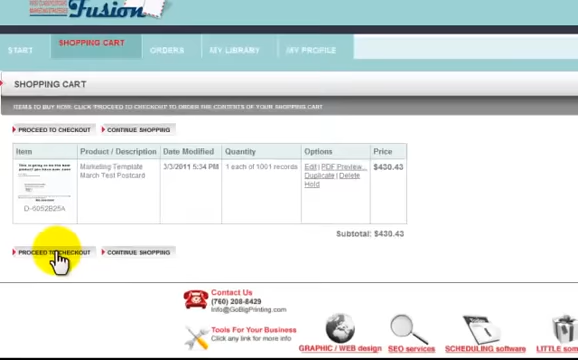 Fusion
START SHOPPING CART ORDERS MY LIBRARY MY PROFILE
SHOPPING CART
ITEMS TO BUY NOW: CLICK 'PROCEED TO CHECKOUT' TO ORDER THE CONTENTS OF YOUR SHOPPING CART
PROCEED TO CHECKOUT CONTINUE SHOPPING
Item Product / Description Date Modified Quantity Options Price
Marketing Template 3/3/2011 5:34 PM 1 each of 1001 records Edit | PDF Preview... $430.43
March Test Postcard Duplicate | Delete
Hold
D-6052B25A
Subtotal: $430.43
PROCEED TO CHECKOUT CONTINUE SHOPPING
Contact Us
(760) 208-8429
Info@GoBigPrinting.com
Tools For Your Business
Click any link for more info
GRAPHIC / WEB design SEO services SCHEDULING software LITTLE